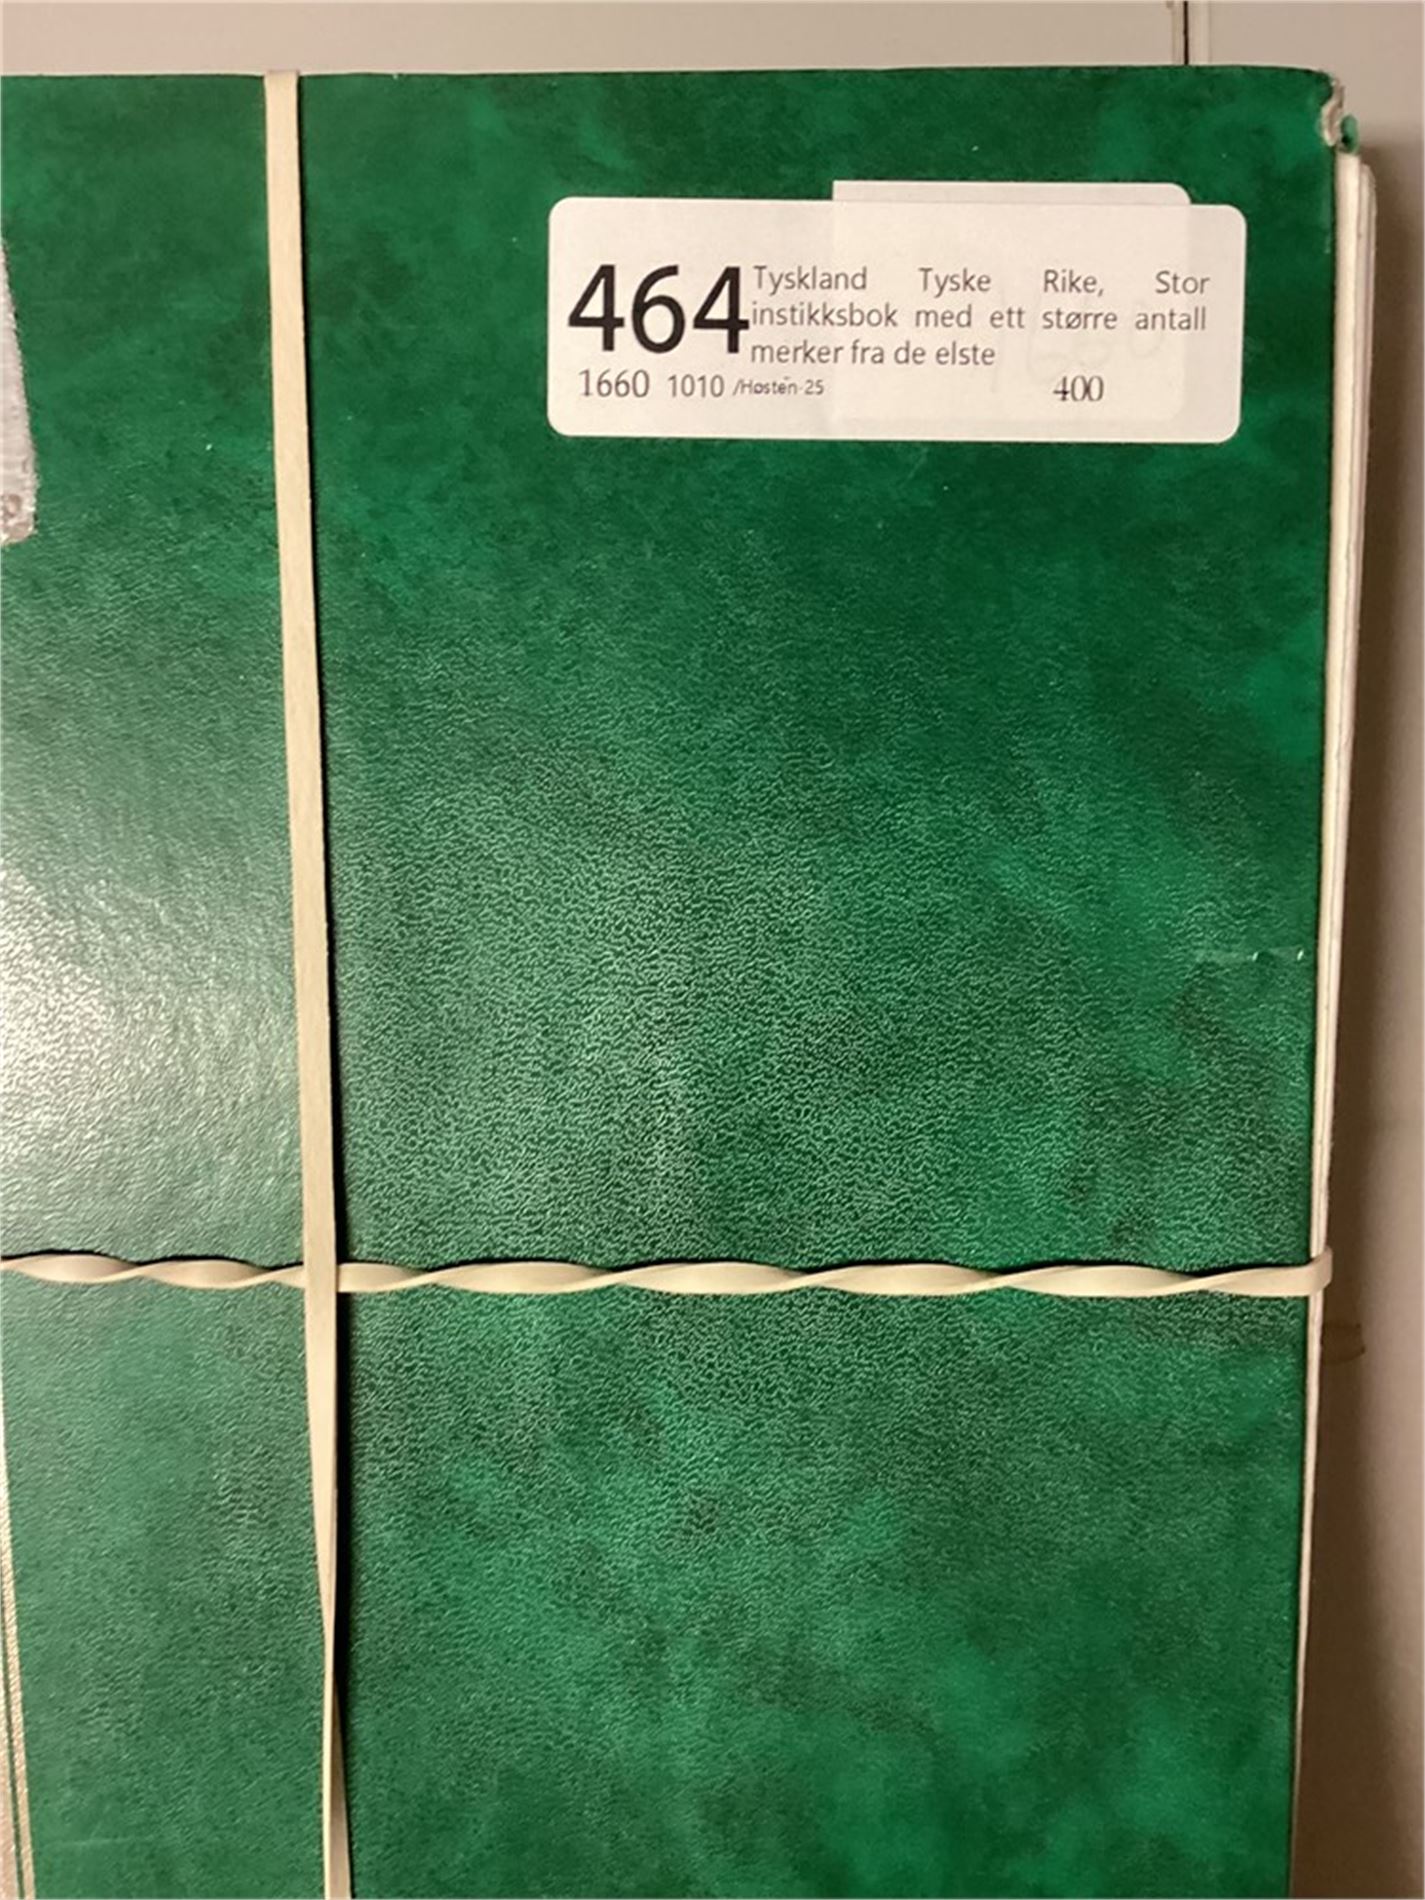 464 Tyskland Tyske Rike, Stor
instikksbok med ett større antall
merker fra de elste
1660 1010 /Høsten-25 400